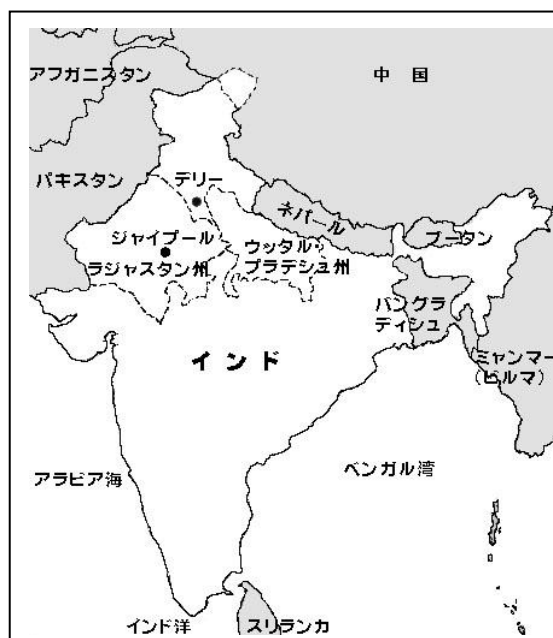 アフガニスタン
中 国
パキスタン
デリー
ネパール
ブータン
ジャイプール
ラジャスタン州
ウッタル
プラデシュ州
バングラ
ディシュ
インド
ミャンマー
(ビルマ)
アラビア海
ベンガル湾
インド洋
スリランカ